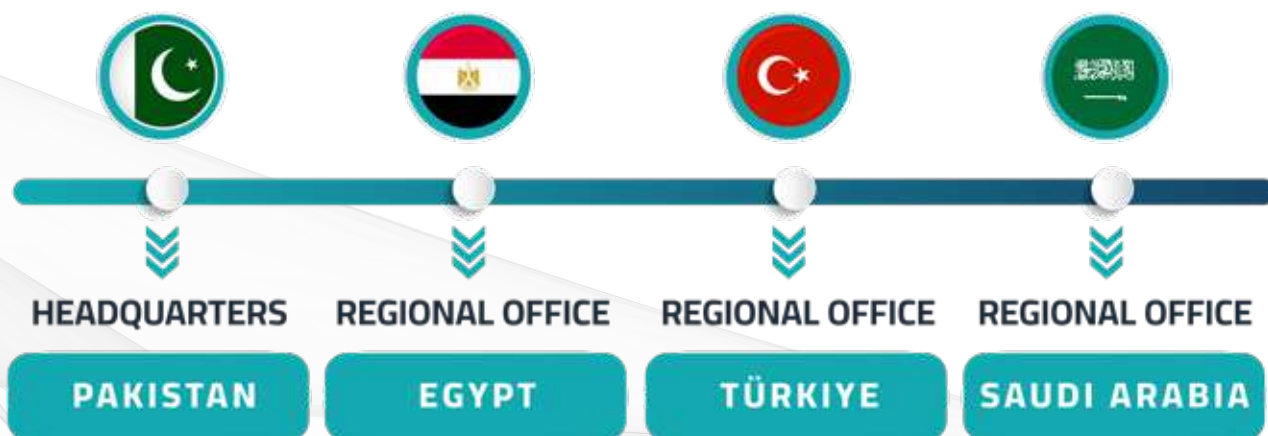 HEADQUARTERS
PAKISTAN
REGIONAL OFFICE
EGYPT
REGIONAL OFFICE
TÜRKIYE
REGIONAL OFFICE
SAUDI ARABIA